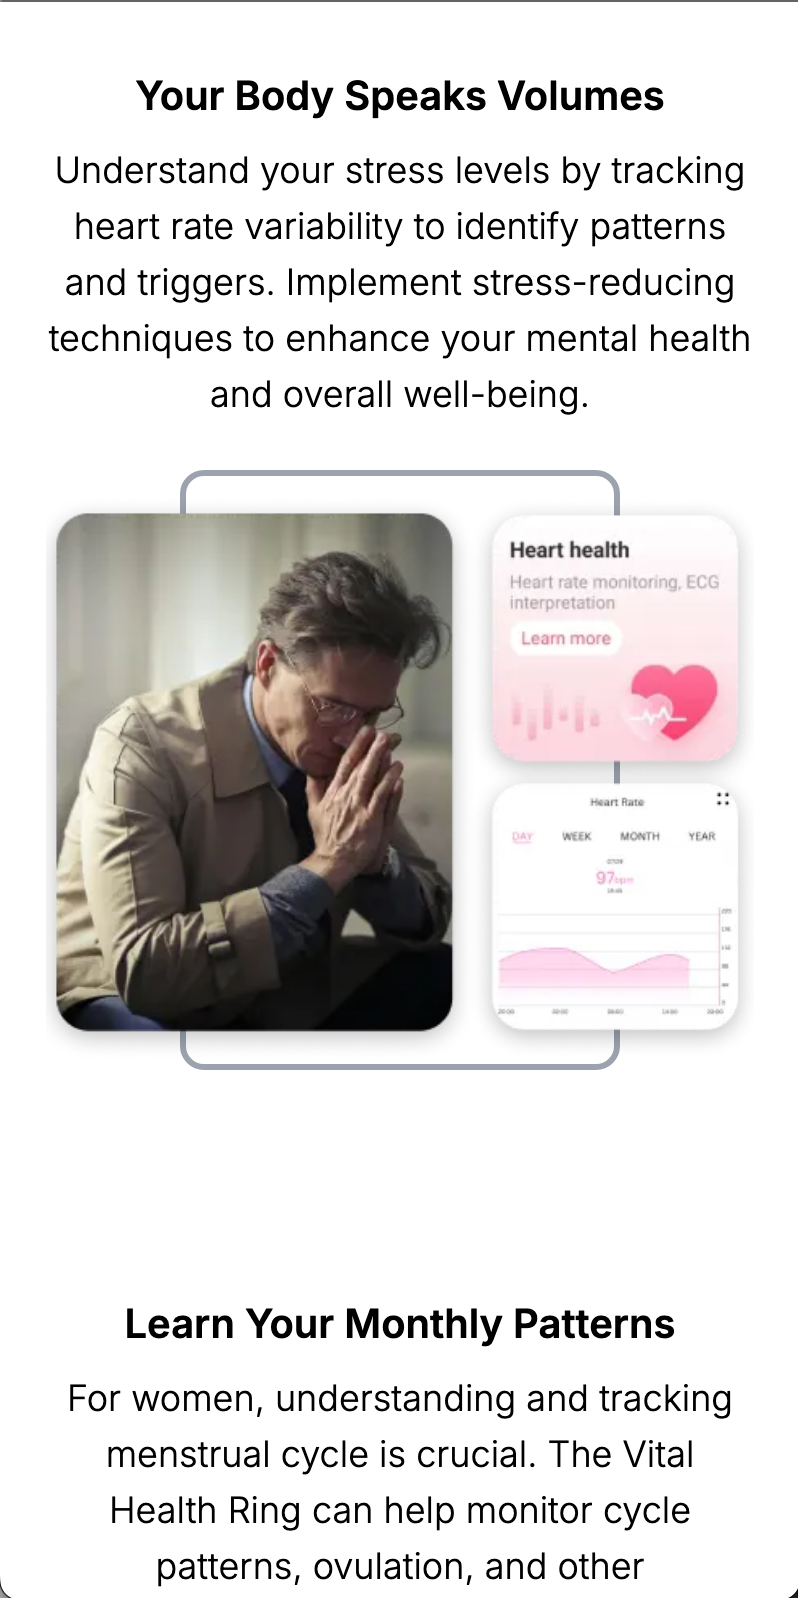 Your Body Speaks Volumes
Understand your stress levels by tracking
heart rate variability to identify patterns
and triggers. Implement stress-reducing
techniques to enhance your mental health
and overall well-being.
Heart health
Heart rate monitoring, ECG
interpretation
Learn more
Heart Rate
DAY WEEK MONTH YEAR
97bpm
Learn Your Monthly Patterns
For women, understanding and tracking
menstrual cycle is crucial. The Vital
Health Ring can help monitor cycle
patterns, ovulation, and other